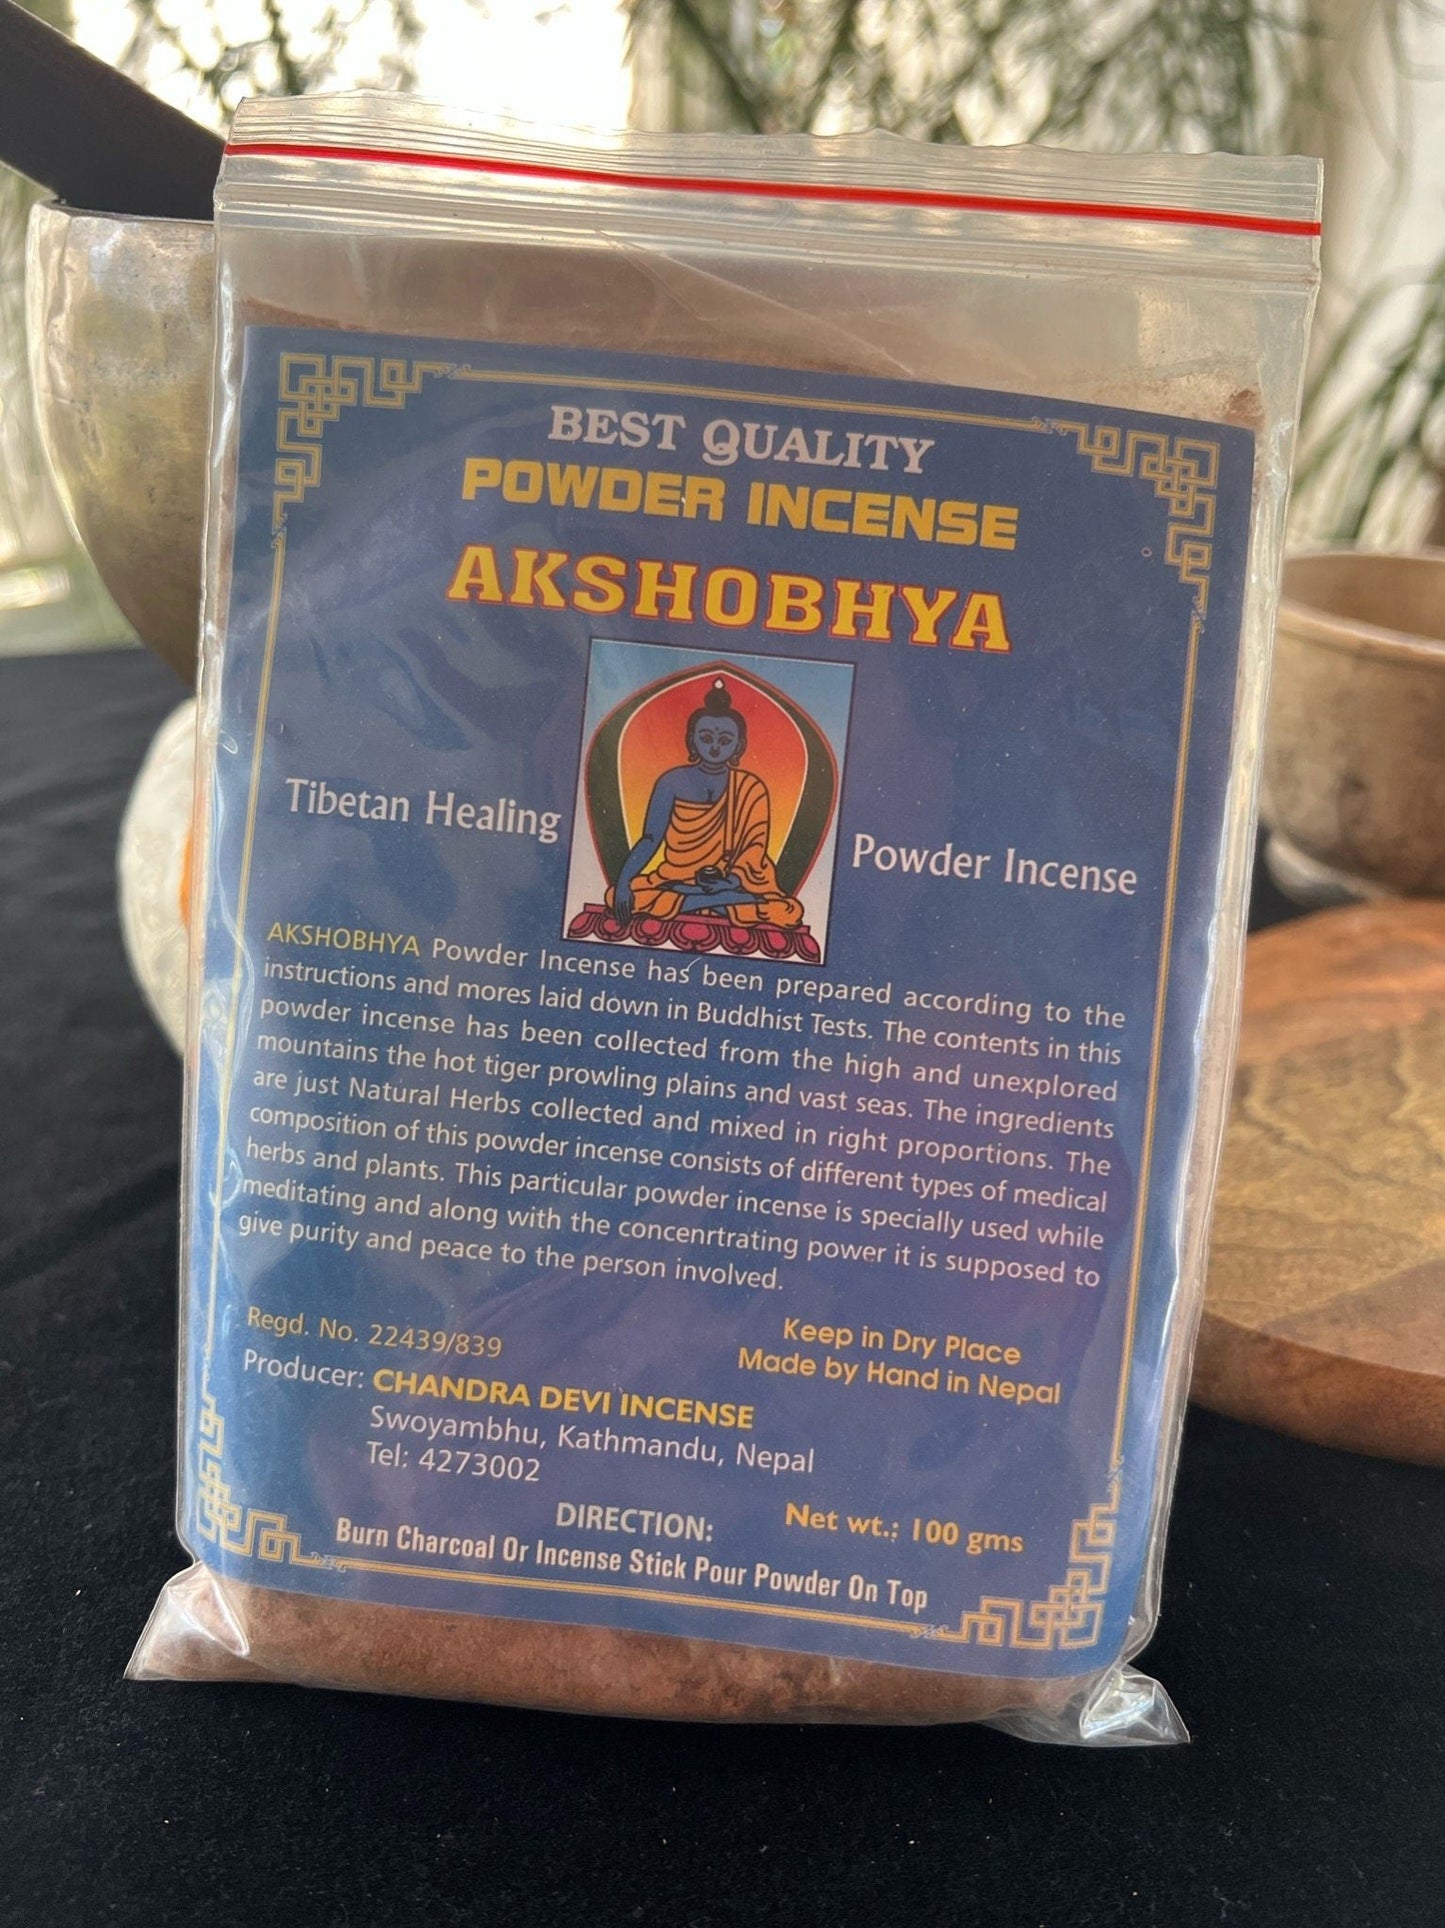 BEST QUALITY
POWDER INCENSE
AKSHOBHYA
Tibetan Healing
Powder Incense
AKSHOBHYA Powder Incense has been prepared according to the
instructions and mores laid down in Buddhist Tests. The contents in this
powder incense has been collected from the high and unexplored
mountains the hot tiger prowling plains and vast seas. The ingredients
are just Natural Herbs collected and mixed in right proportions. The
composition of this powder incense consists of different types of medical
herbs and plants. This particular powder incense is specially used while
meditating and along with the concenrtrating power it is supposed to
give purity and peace to the person involved.
Regd. No. 22439/839
Keep in Dry Place
Made by Hand in Nepal
Producer: CHANDRA DEVI INCENSE
Swoyambhu, Kathmandu, Nepal
Tel: 4273002
DIRECTION:
Net wt.: 100 gms
Burn Charcoal Or Incense Stick Pour Powder On Top